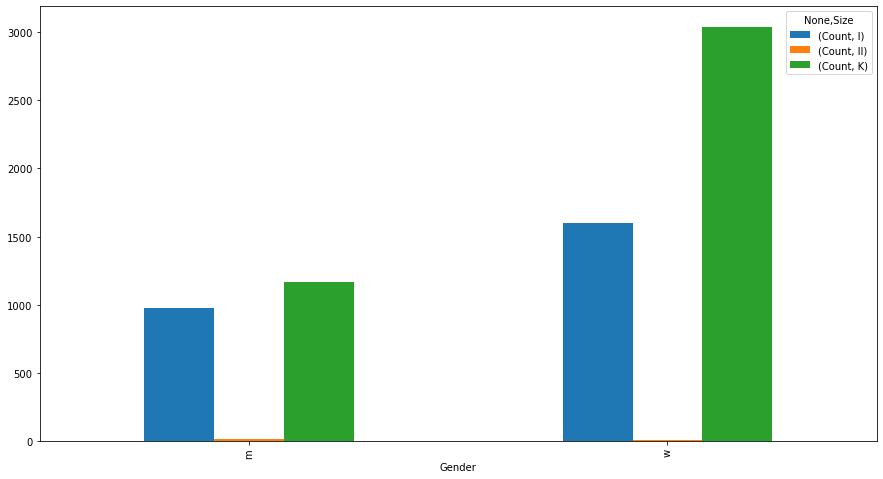 None,Size
(Count, I)
(Count, II)
(Count, K)
3000
2500
2000
1500
1000
500
0
m
w
Gender